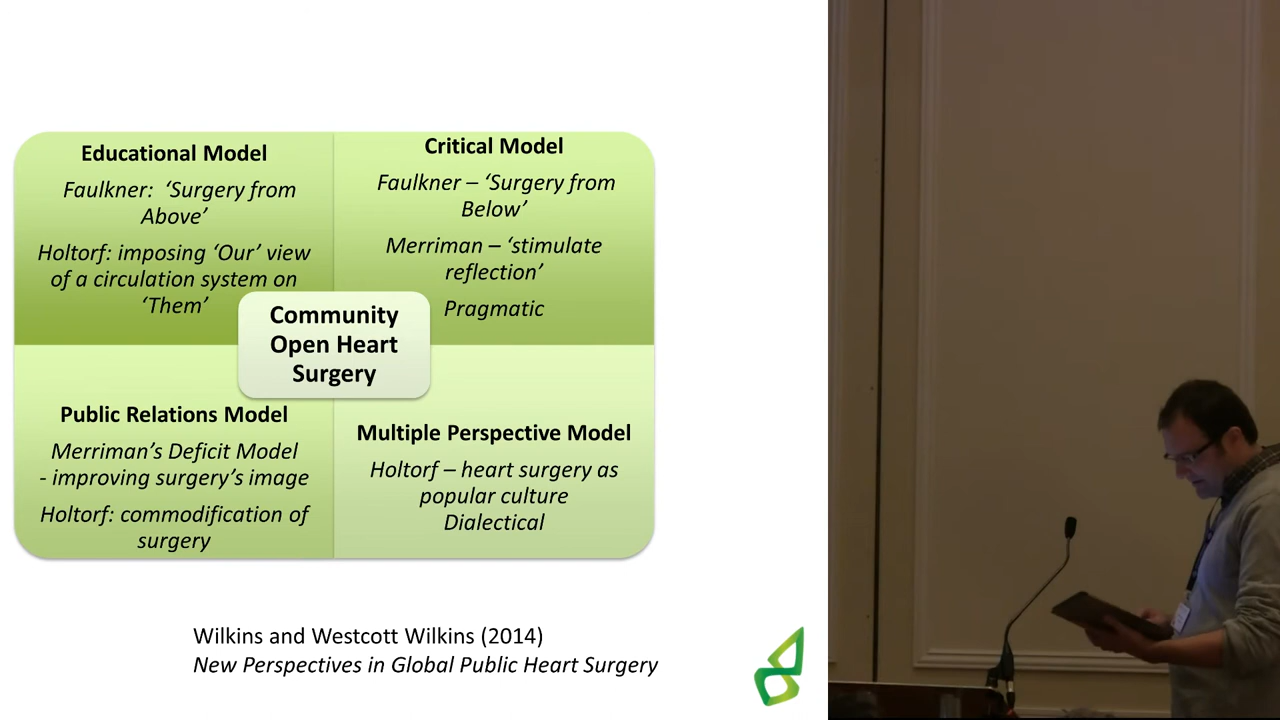 Educational Model
Faulkner:  ‘Surgery from
Above’
Holtorf: imposing ‘Our’ view
of a circulation system on
‘Them’
Critical Model
Faulkner – ‘Surgery from
Below’
Merriman – ‘stimulate
reflection’
Pragmatic
Community
Open Heart
Surgery
Public Relations Model
Merriman’s Deficit Model
- improving surgery’s image
Holtorf: commodification of
surgery
Multiple Perspective Model
Holtorf – heart surgery as
popular culture
Dialectical
Wilkins and Westcott Wilkins (2014)
New Perspectives in Global Public Heart Surgery